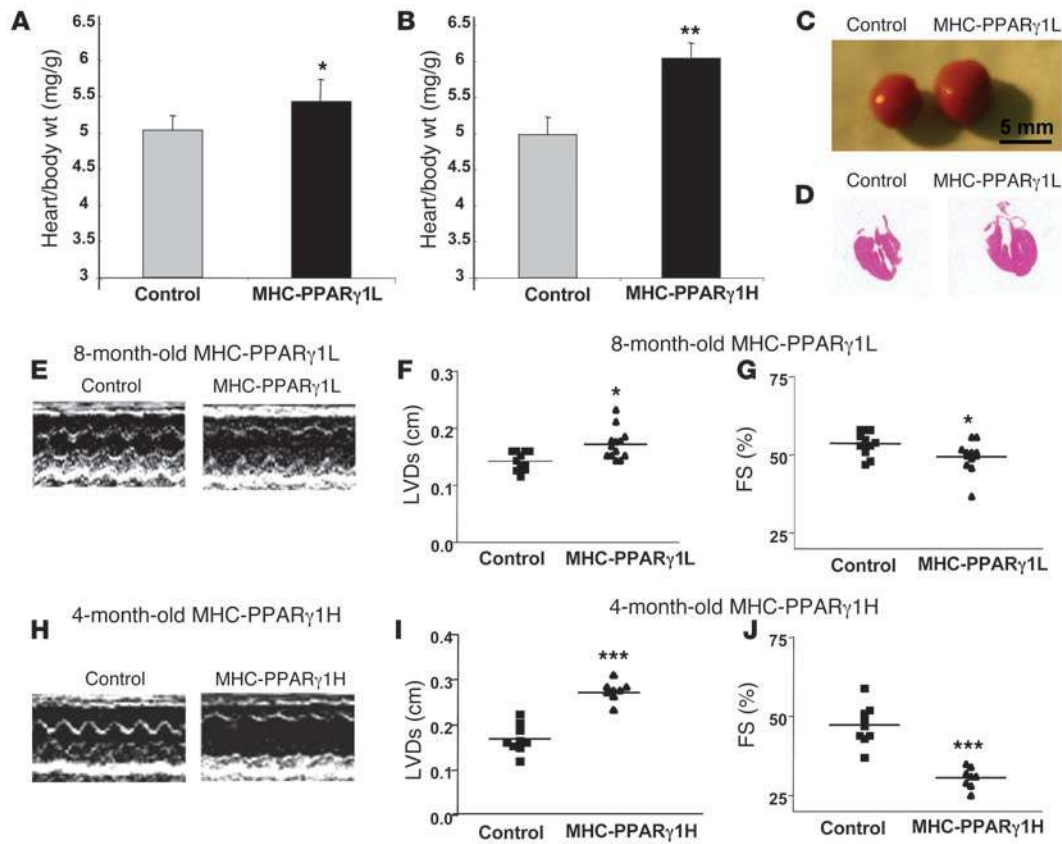 A
Heart/body wt (mg/g)
6.5
6
5.5
5
4.5
4
3.5
3
*
Control
MHC-PPARγ1L
B
Heart/body wt (mg/g)
6.5
6
5.5
5
4.5
4
3.5
3
**
Control
MHC-PPARγ1H
C
Control
MHC-PPARγ1L
5 mm
D
Control
MHC-PPARγ1L
8-month-old MHC-PPARγ1L
E
Control
MHC-PPARγ1L
8-month-old MHC-PPARγ1L
F
LVDs (cm)
0.3
0.2
0.1
0.0
*
Control
MHC-PPARγ1L
G
FS (%)
75
50
25
*
Control
MHC-PPARγ1L
4-month-old MHC-PPARγ1H
H
Control
MHC-PPARγ1H
4-month-old MHC-PPARγ1H
I
LVDs (cm)
0.4
0.3
0.2
0.1
0.0
***
Control
MHC-PPARγ1H
J
FS (%)
75
50
25
***
Control
MHC-PPARγ1H